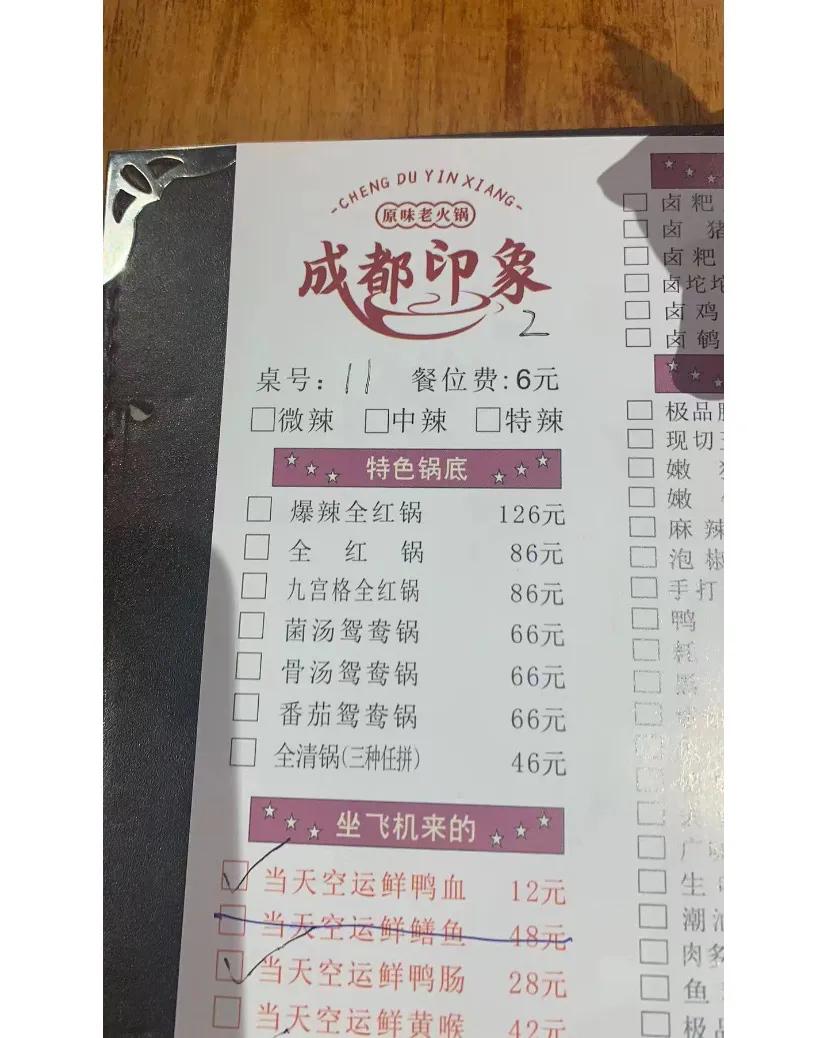 -CHENG DU YIN XIANG-
原味老火锅
成都印象
2
桌号：11 餐位费:6元
□微辣 □中辣 □特辣
特色锅底
□ 爆辣全红锅 126元
□ 全红锅 86元
□ 九宫格全红锅 86元
□ 菌汤鸳鸯锅 66元
□ 骨汤鸳鸯锅 66元
□ 番茄鸳鸯锅 66元
□ 全清锅(三种任拼) 46元
坐飞机来的
☑ 当天空运鲜鸭血 12元
□ 当天空运鲜鳝鱼 48元
☑ 当天空运鲜鸭肠 28元
□ 当天空运鲜黄喉 42元
□ 卤粑
□ 卤猪
□ 卤粑
□ 卤坨坨
□ 卤鸡
□ 卤鹌
□ 极品
□ 现切
□ 嫩
□ 嫩
□ 麻辣
□ 泡椒
□ 手打
□ 鸭
□ 耗
□ 广
□ 生
□ 潮汕
□ 肉多
□ 鱼
□ 极品